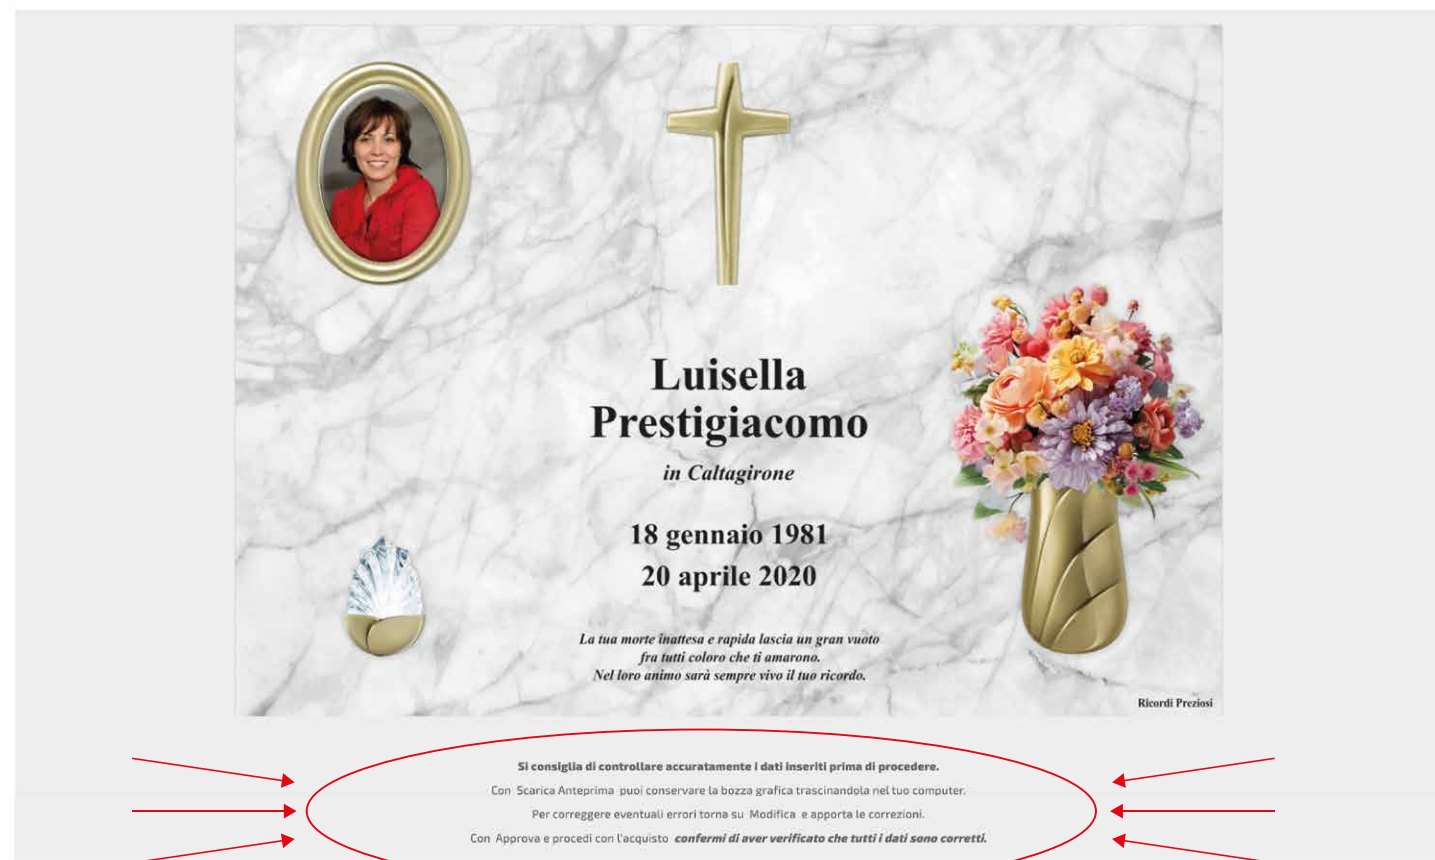 Luisella
Prestigiacomo
in Caltagirone
18 gennaio 1981
20 aprile 2020
La tua morte inattesa e rapida lascia un gran vuoto
fra tutti coloro che ti amarono.
Nel loro animo sarà sempre vivo il tuo ricordo.
Ricordi Preziosi
Si consiglia di controllare accuratamente i dati inseriti prima di procedere.
Con Scarica Anteprima puoi conservare la bozza grafica trascinandola nel tuo computer.
Per correggere eventuali errori torna su Modifica e apporta le correzioni.
Con Approva e procedi con l'acquisto confermi di aver verificato che tutti i dati sono corretti.